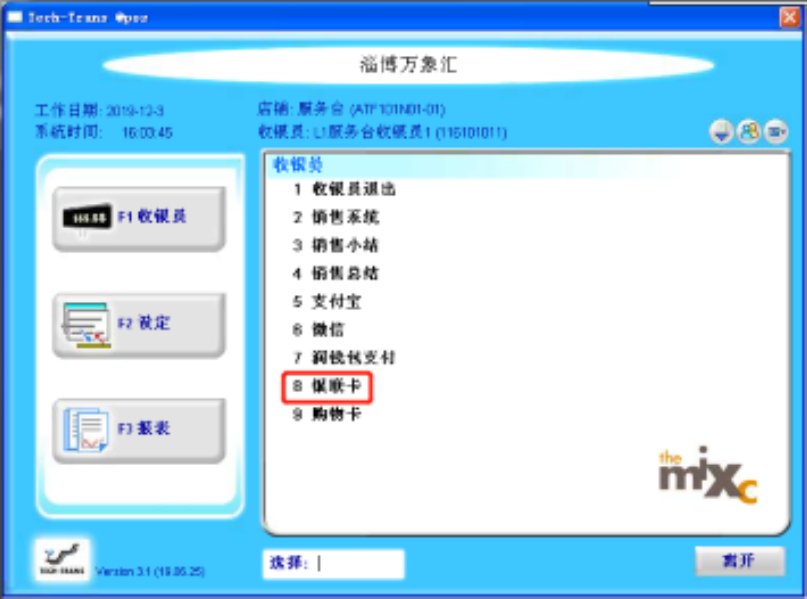 Tech-Trans @pos
淄博万象汇
工作日期: 2019-12-3
店铺: 服务台 (ATF101N01-01)
系统时间: 16:03:45
收银员: L1服务台收银员1 (116101011)
收银员
1 收银员退出
2 销售系统
3 销售小结
4 销售总结
5 支付宝
6 微信
7 润钱包支付
8 银联卡
9 购物卡
F1 收银员
F2 设定
F3 报表
the mixc
TECH-TRANS
Version 3.1 (19.06.25)
选择:
离开